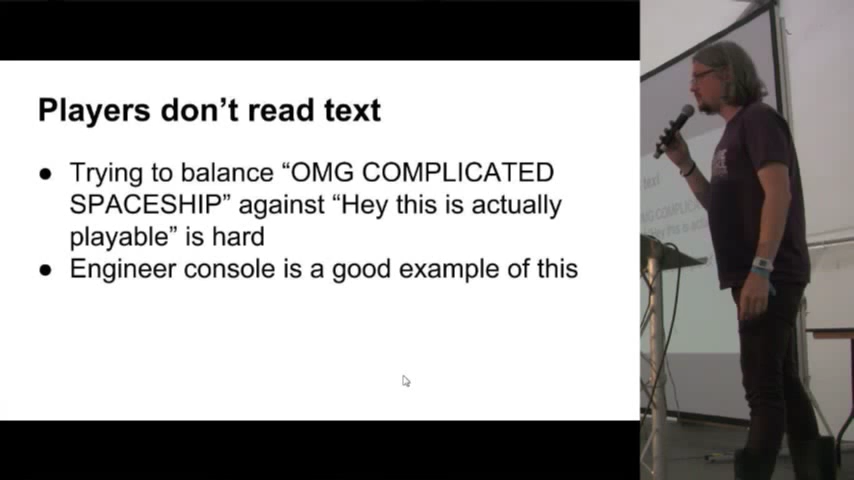 Players don't read text
● Trying to balance “OMG COMPLICATED
SPACESHIP” against “Hey this is actually
playable” is hard
● Engineer console is a good example of this